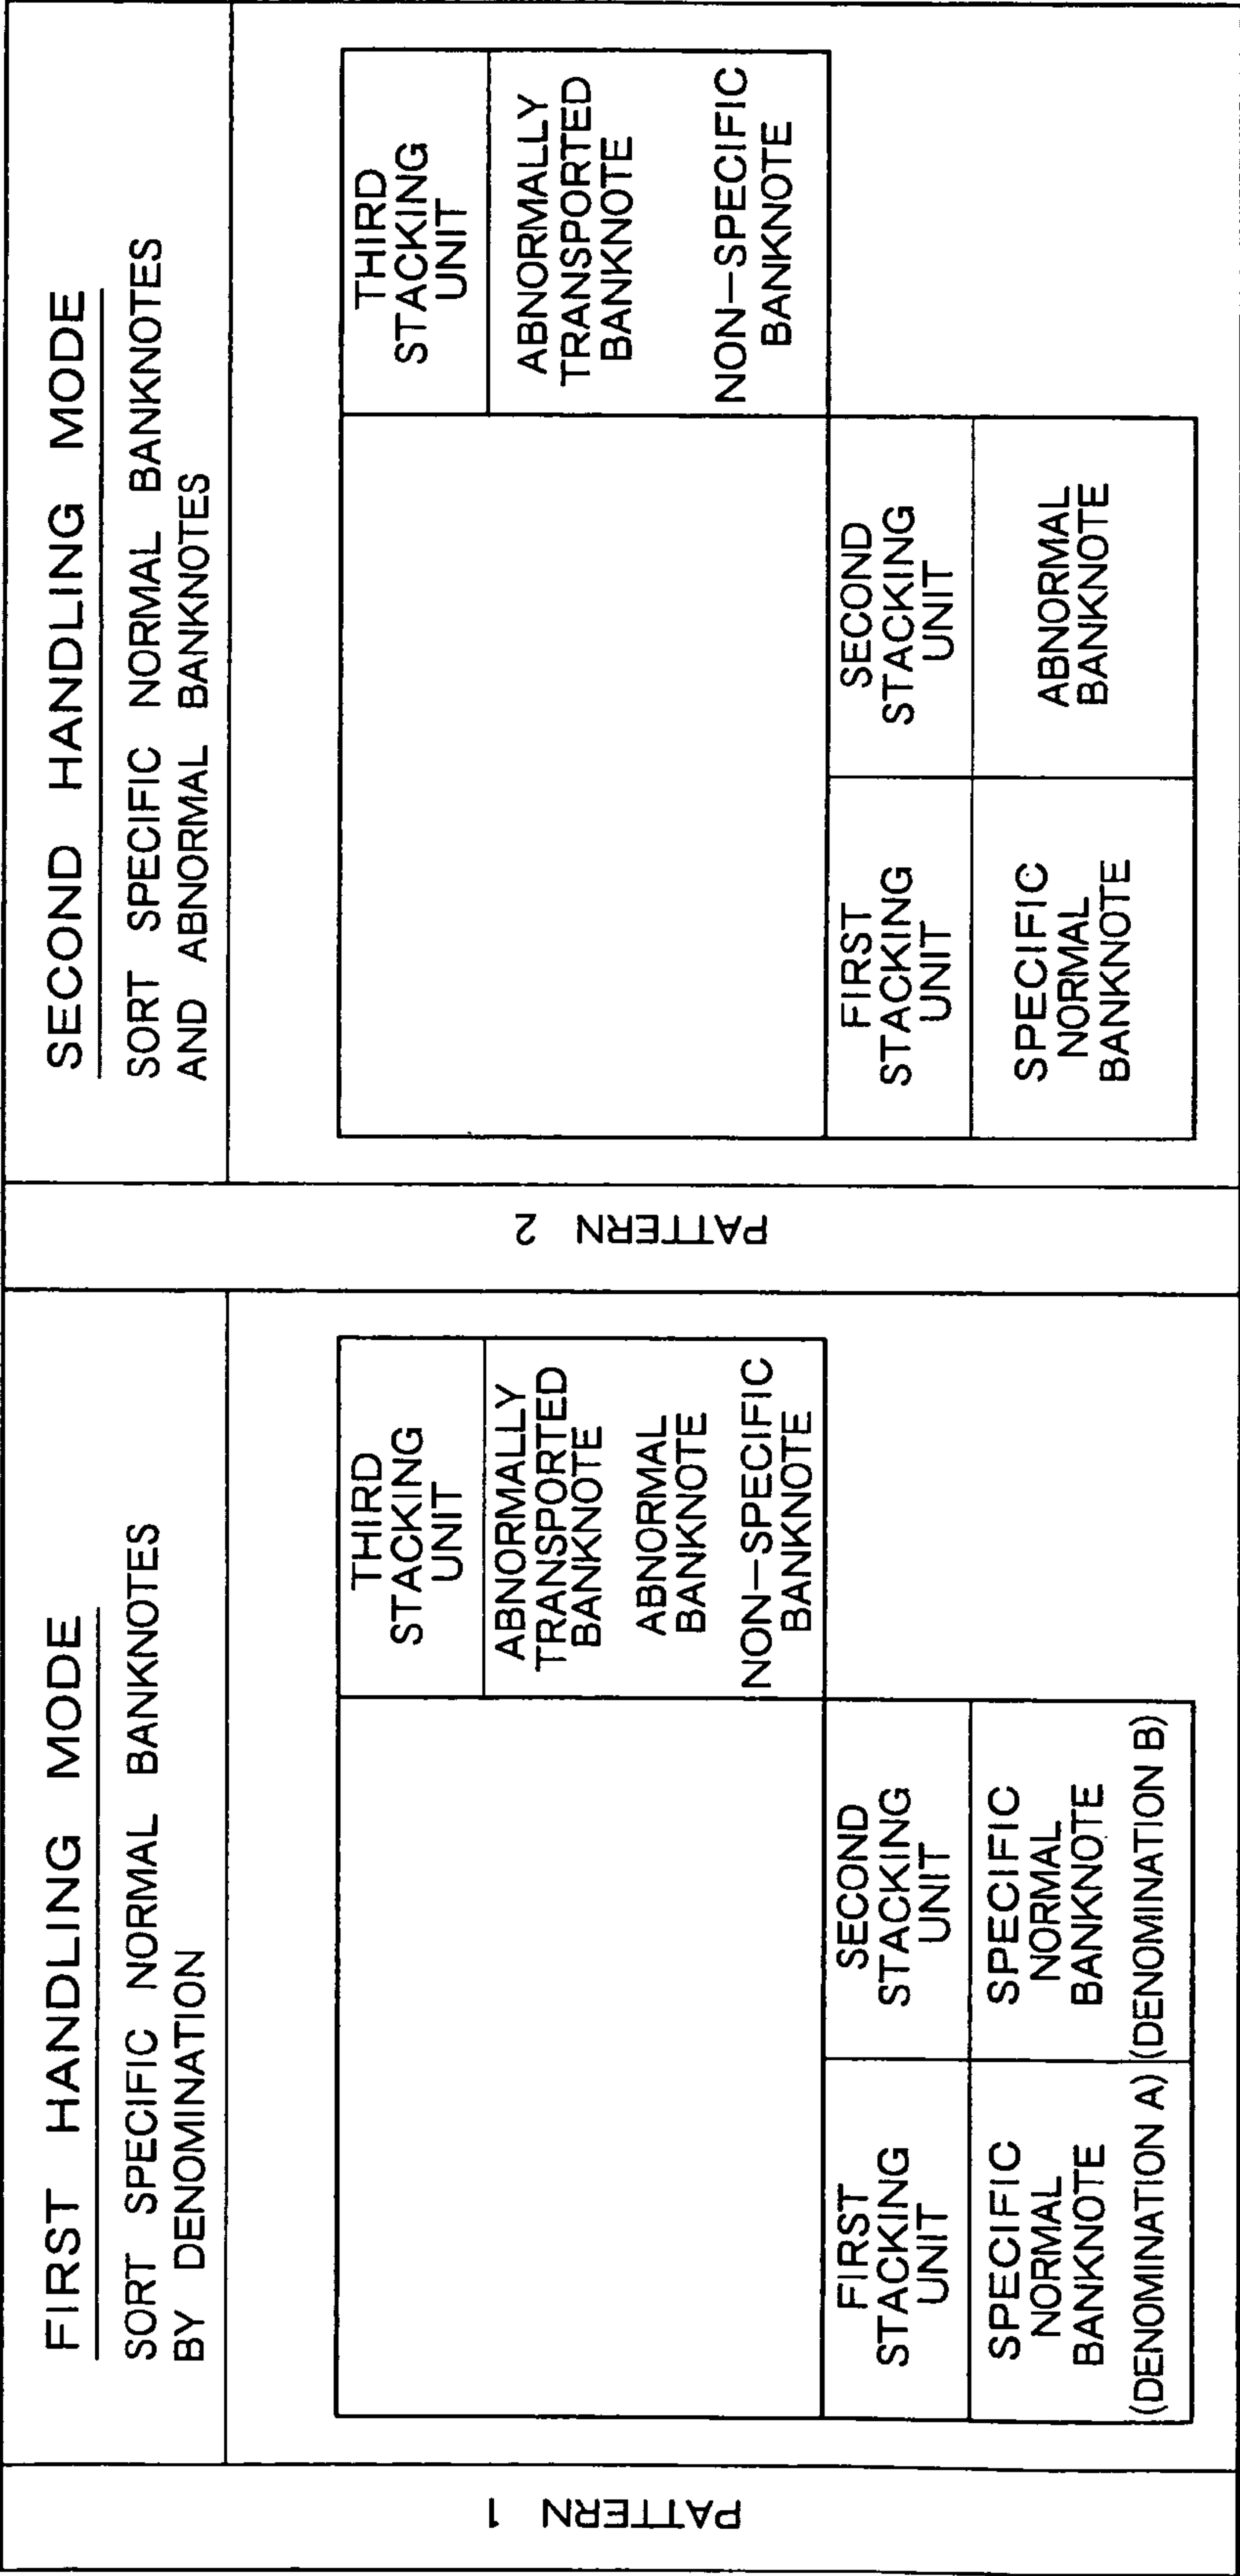 PATTERN 1
FIRST HANDLING MODE
SORT SPECIFIC NORMAL BANKNOTES
BY DENOMINATION
THIRD
STACKING
UNIT
ABNORMALLY
TRANSPORTED
BANKNOTE
ABNORMAL
BANKNOTE
NON-SPECIFIC
BANKNOTE
FIRST
STACKING
UNIT
SECOND
STACKING
UNIT
SPECIFIC
NORMAL
BANKNOTE
(DENOMINATION A)
SPECIFIC
NORMAL
BANKNOTE
(DENOMINATION B)
PATTERN 2
SECOND HANDLING MODE
SORT SPECIFIC NORMAL BANKNOTES
AND ABNORMAL BANKNOTES
THIRD
STACKING
UNIT
ABNORMALLY
TRANSPORTED
BANKNOTE
NON-SPECIFIC
BANKNOTE
FIRST
STACKING
UNIT
SECOND
STACKING
UNIT
SPECIFIC
NORMAL
BANKNOTE
ABNORMAL
BANKNOTE